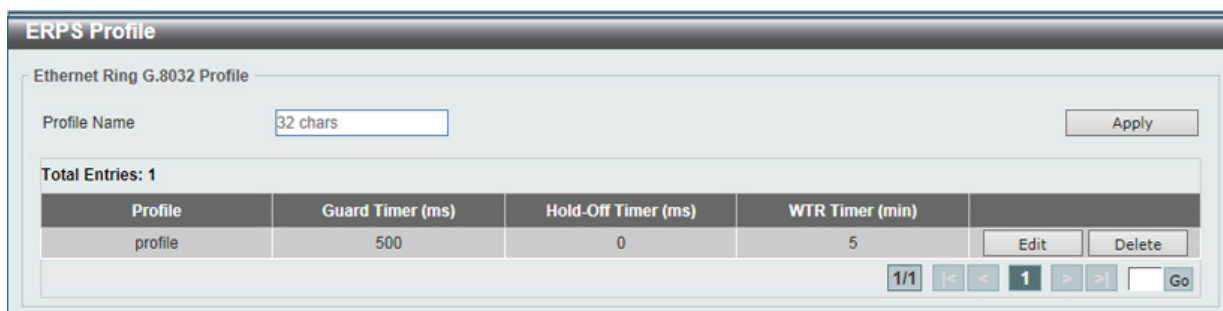 ERPS Profile
Ethernet Ring G.8032 Profile
Profile Name 32 chars Apply
Total Entries: 1
Profile Guard Timer (ms) Hold-Off Timer (ms) WTR Timer (min)
profile 500 0 5 Edit Delete
1/1 |< < 1 > >| Go